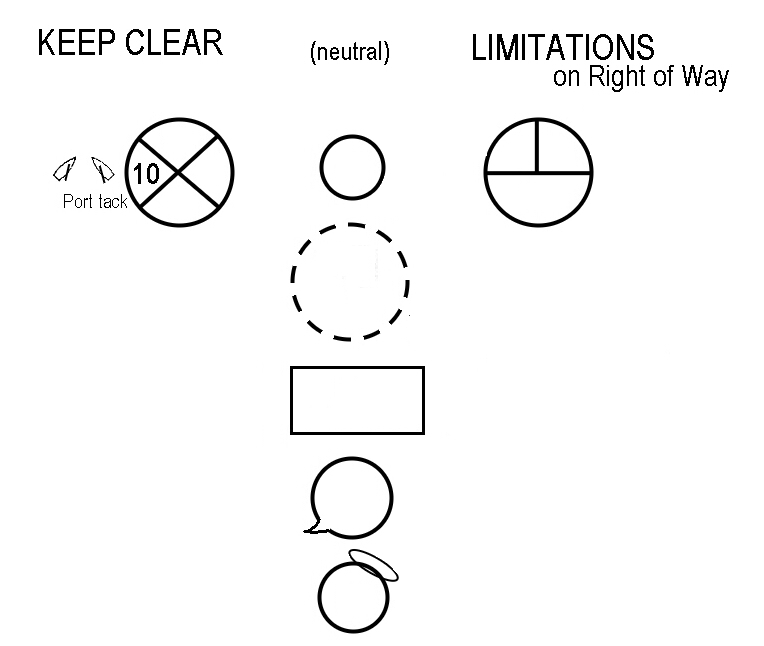 KEEP CLEAR
(neutral)
LIMITATIONS
on Right of Way
10
Port tack